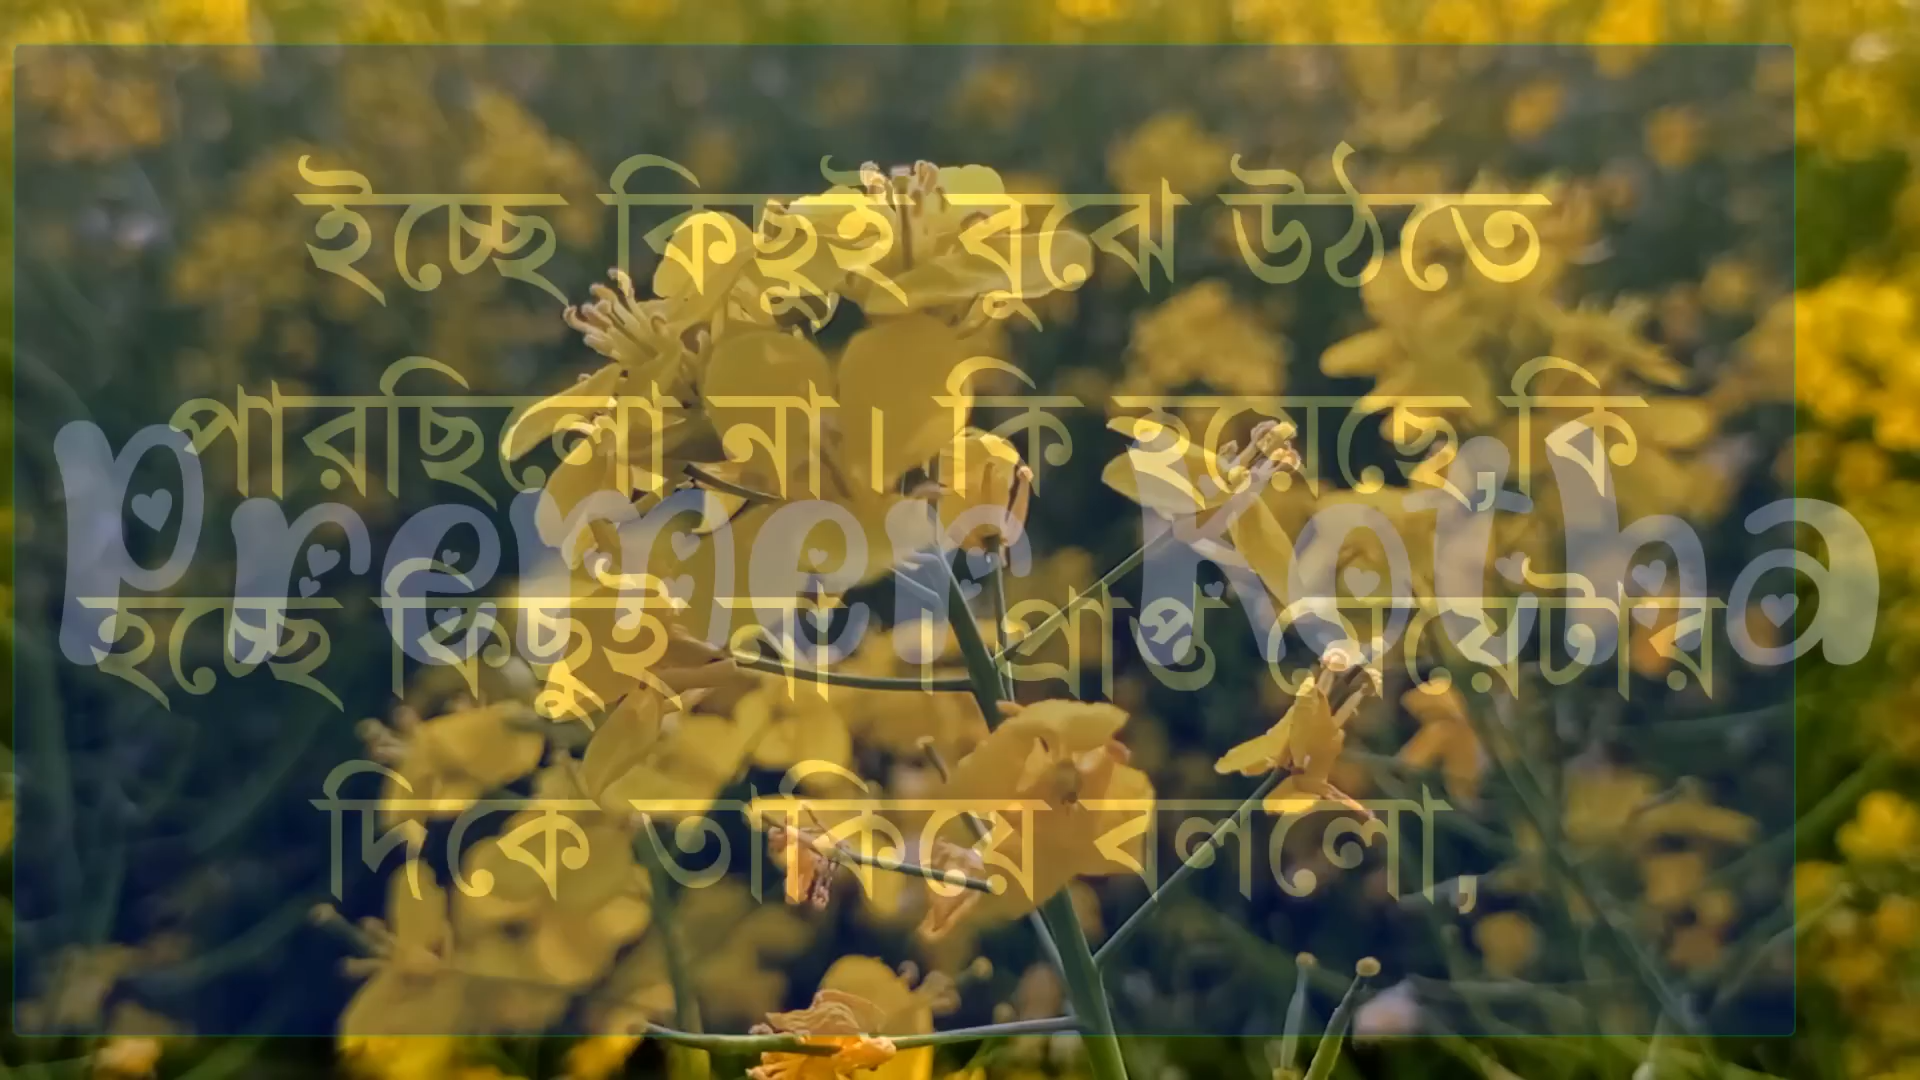 ইচ্ছে কিছুই বুঝে উঠতে
পারছিলো না। কি হয়েছে,কি
Premer Kotha
হচ্ছে কিছুই না । প্রাপ্ত মেয়েটার
দিকে তাকিয়ে বললো,